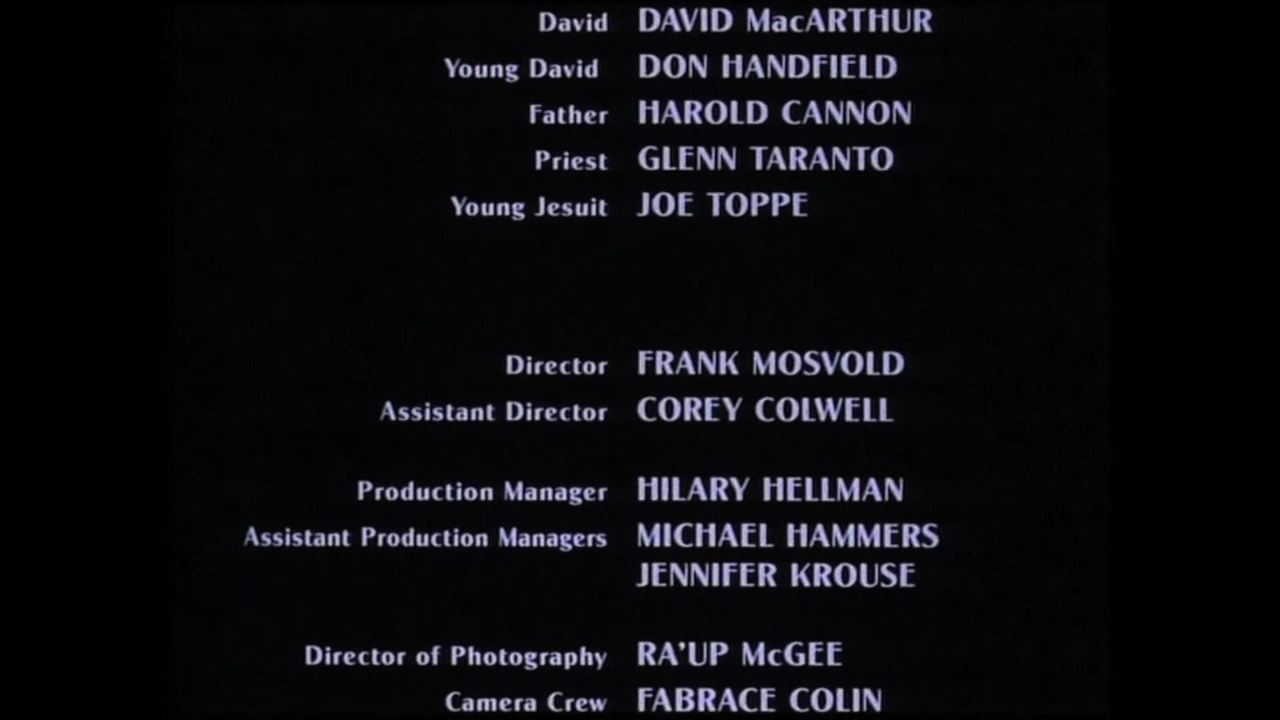 David DAVID MacARTHUR
Young David DON HANDFIELD
Father HAROLD CANNON
Priest GLENN TARANTO
Young Jesuit JOE TOPPE
Director FRANK MOSVOLD
Assistant Director COREY COLWELL
Production Manager HILARY HELLMAN
Assistant Production Managers MICHAEL HAMMERS
JENNIFER KROUSE
Director of Photography RA'UP McGEE
Camera Crew FABRACE COLIN